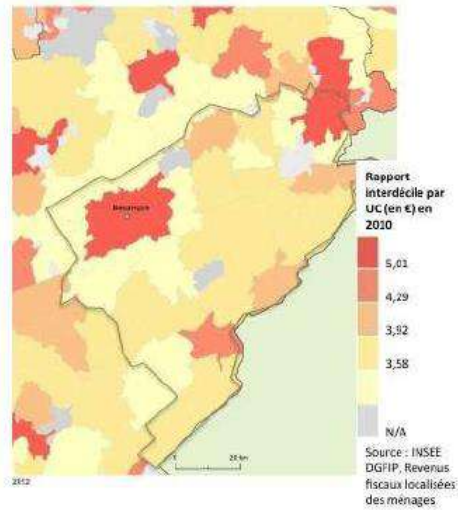 Besançon
Rapport
interdécile par
UC (en €) en
2010
5,01
4,29
3,92
3,58
N/A
Source : INSEE
DGFIP, Revenus
fiscaux localisées
des ménages
20 km
2012